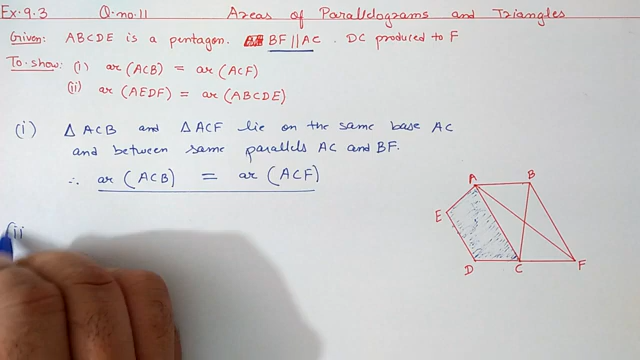 Ex. 9.3 Q.no.11 Areas of Parallelograms and Triangles
Given: ABCDE is a pentagon. BF || AC. DC produced to F
To show: (i) ar (ACB) = ar (ACF)
(ii) ar (AEDF) = ar (ABCDE)
(i) Δ ACB and Δ ACF lie on the same base AC
and between same parallels AC and BF.
∴ ar (ACB) = ar (ACF)
A B
E
D C F
(ii